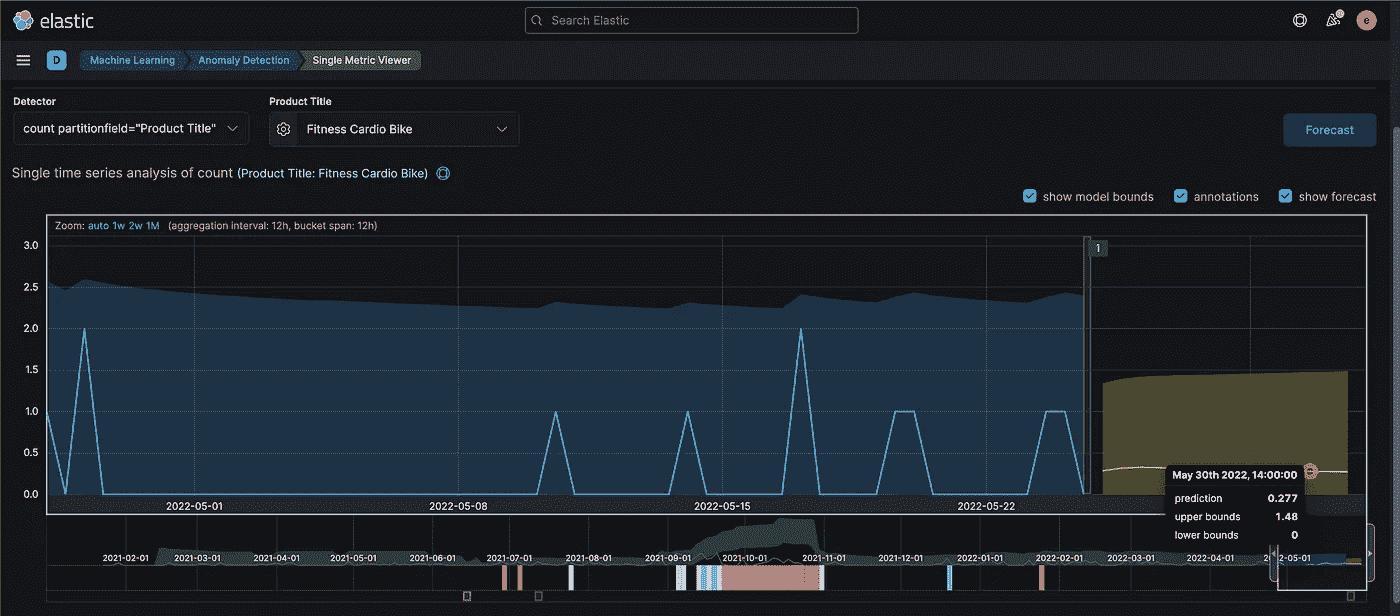 elastic
Search Elastic
e
D
Machine Learning
Anomaly Detection
Single Metric Viewer
Detector
Product Title
count partitionfield="Product Title"
Fitness Cardio Bike
Forecast
Single time series analysis of count (Product Title: Fitness Cardio Bike)
show model bounds
annotations
show forecast
Zoom: auto 1w 2w 1M (aggregation interval: 12h, bucket span: 12h)
3.0
1
2.5
2.0
1.5
1.0
0.5
0.0
May 30th 2022, 14:00:00
prediction 0.277
upper bounds 1.48
lower bounds 0
2022-05-01
2022-05-08
2022-05-15
2022-05-22
2021-02-01
2021-03-01
2021-04-01
2021-05-01
2021-06-01
2021-07-01
2021-08-01
2021-09-01
2021-10-01
2021-11-01
2021-12-01
2022-01-01
2022-02-01
2022-03-01
2022-04-01
2-05-01